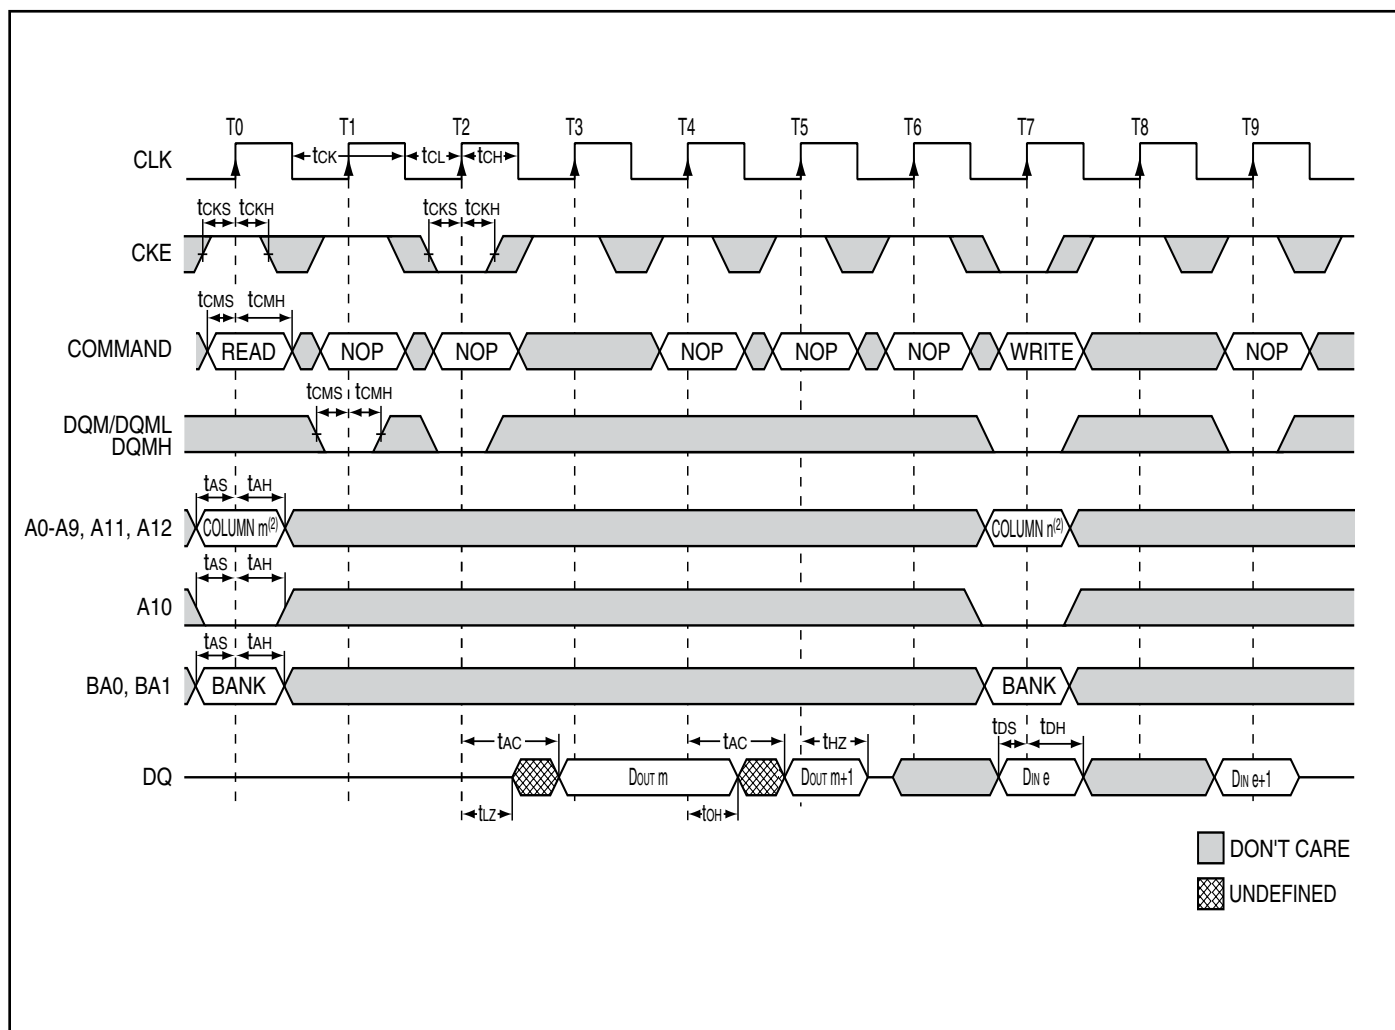 T0 T1 T2 T3 T4 T5 T6 T7 T8 T9
CLK tCK tCL tCH
tCKS tCKH tCKS tCKH
CKE
tCMS tCMH
COMMAND READ NOP NOP NOP NOP NOP WRITE NOP
tCMS tCMH
DQM/DQML
DQMH
tAS tAH
A0-A9, A11, A12 COLUMN m(2) COLUMN n(2)
tAS tAH
A10
tAS tAH
BA0, BA1 BANK BANK
tAC tAC tHZ tDS tDH
DQ DOUT m DOUT m+1 DIN e DIN e+1
tLZ tOH
DON'T CARE
UNDEFINED